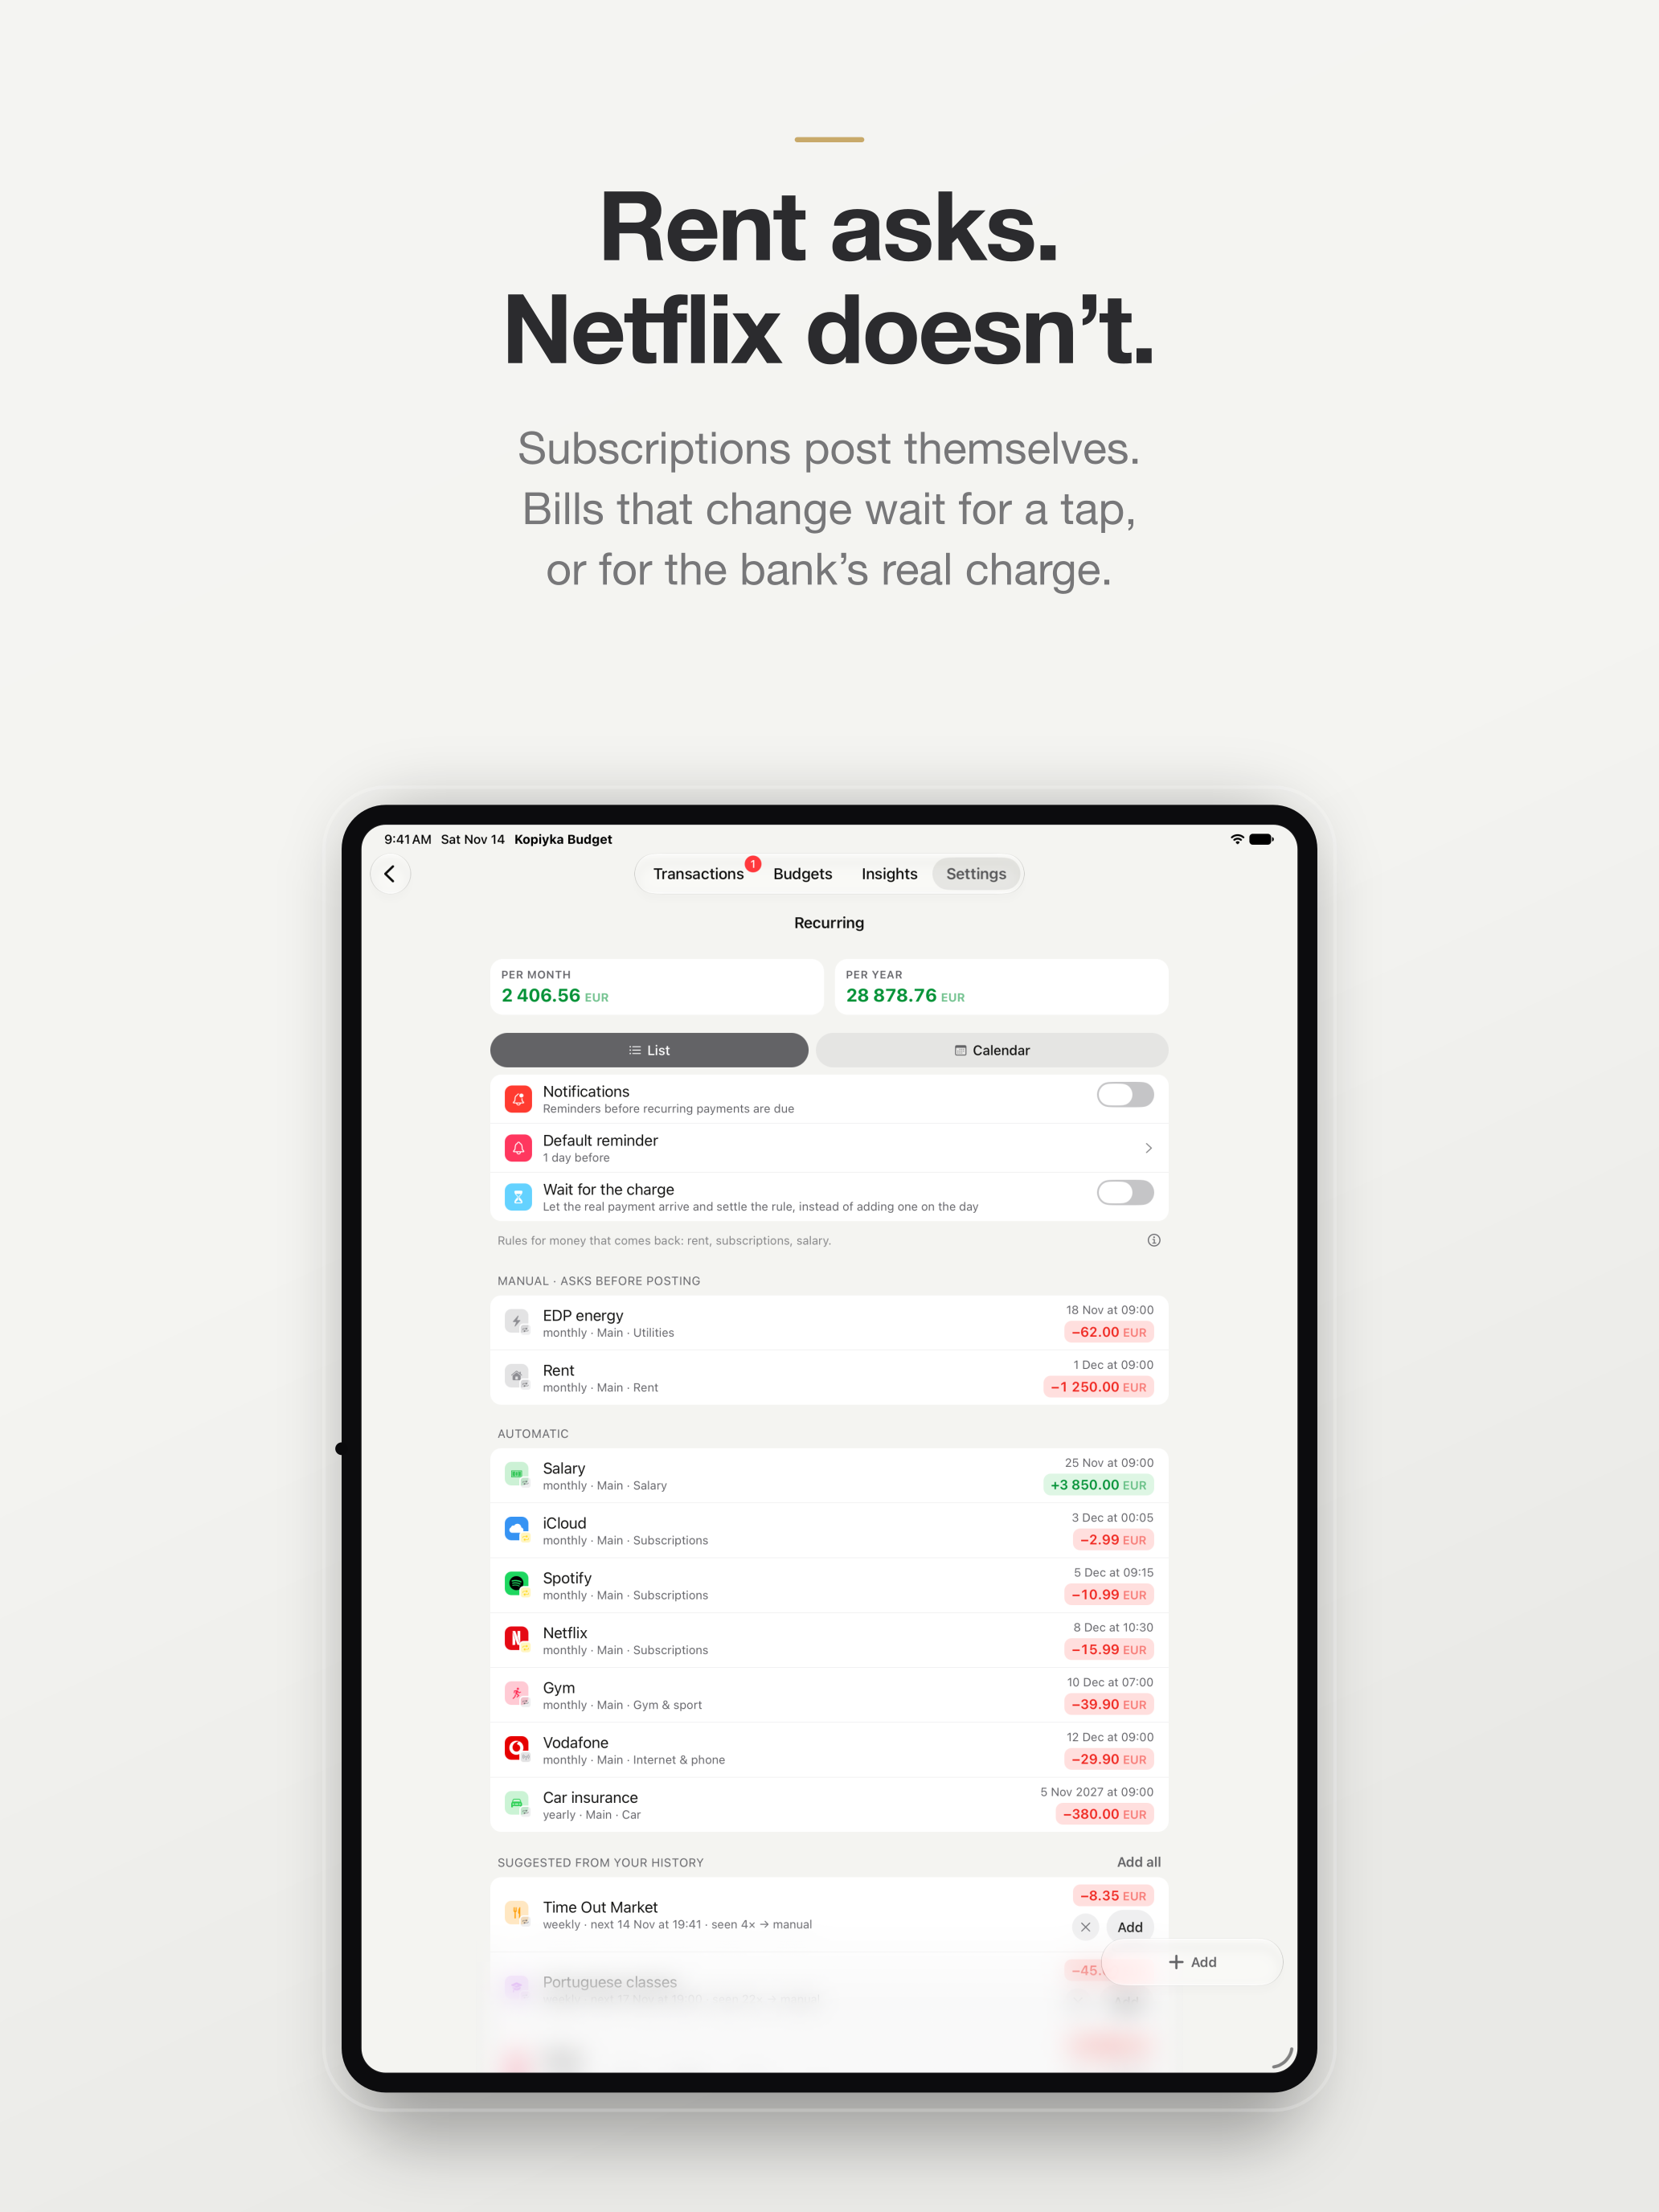 Rent asks.
Netflix doesn’t.
Subscriptions post themselves.
Bills that change wait for a tap,
or for the bank’s real charge.
9:41 AM Sat Nov 14 Kopiyka Budget
Transactions 1 Budgets Insights Settings
Recurring
PER MONTH
2 406.56 EUR
PER YEAR
28 878.76 EUR
List
Calendar
Notifications
Reminders before recurring payments are due
Default reminder
1 day before
Wait for the charge
Let the real payment arrive and settle the rule, instead of adding one on the day
Rules for money that comes back: rent, subscriptions, salary.
MANUAL · ASKS BEFORE POSTING
EDP energy
monthly · Main · Utilities
18 Nov at 09:00
−62.00 EUR
Rent
monthly · Main · Rent
1 Dec at 09:00
−1 250.00 EUR
AUTOMATIC
Salary
monthly · Main · Salary
25 Nov at 09:00
+3 850.00 EUR
iCloud
monthly · Main · Subscriptions
3 Dec at 00:05
−2.99 EUR
Spotify
monthly · Main · Subscriptions
5 Dec at 09:15
−10.99 EUR
Netflix
monthly · Main · Subscriptions
8 Dec at 10:30
−15.99 EUR
Gym
monthly · Main · Gym & sport
10 Dec at 07:00
−39.90 EUR
Vodafone
monthly · Main · Internet & phone
12 Dec at 09:00
−29.90 EUR
Car insurance
yearly · Main · Car
5 Nov 2027 at 09:00
−380.00 EUR
SUGGESTED FROM YOUR HISTORY
Add all
Time Out Market
weekly · next 14 Nov at 19:41 · seen 4× → manual
−8.35 EUR
Add
Portuguese classes
−45.
Add